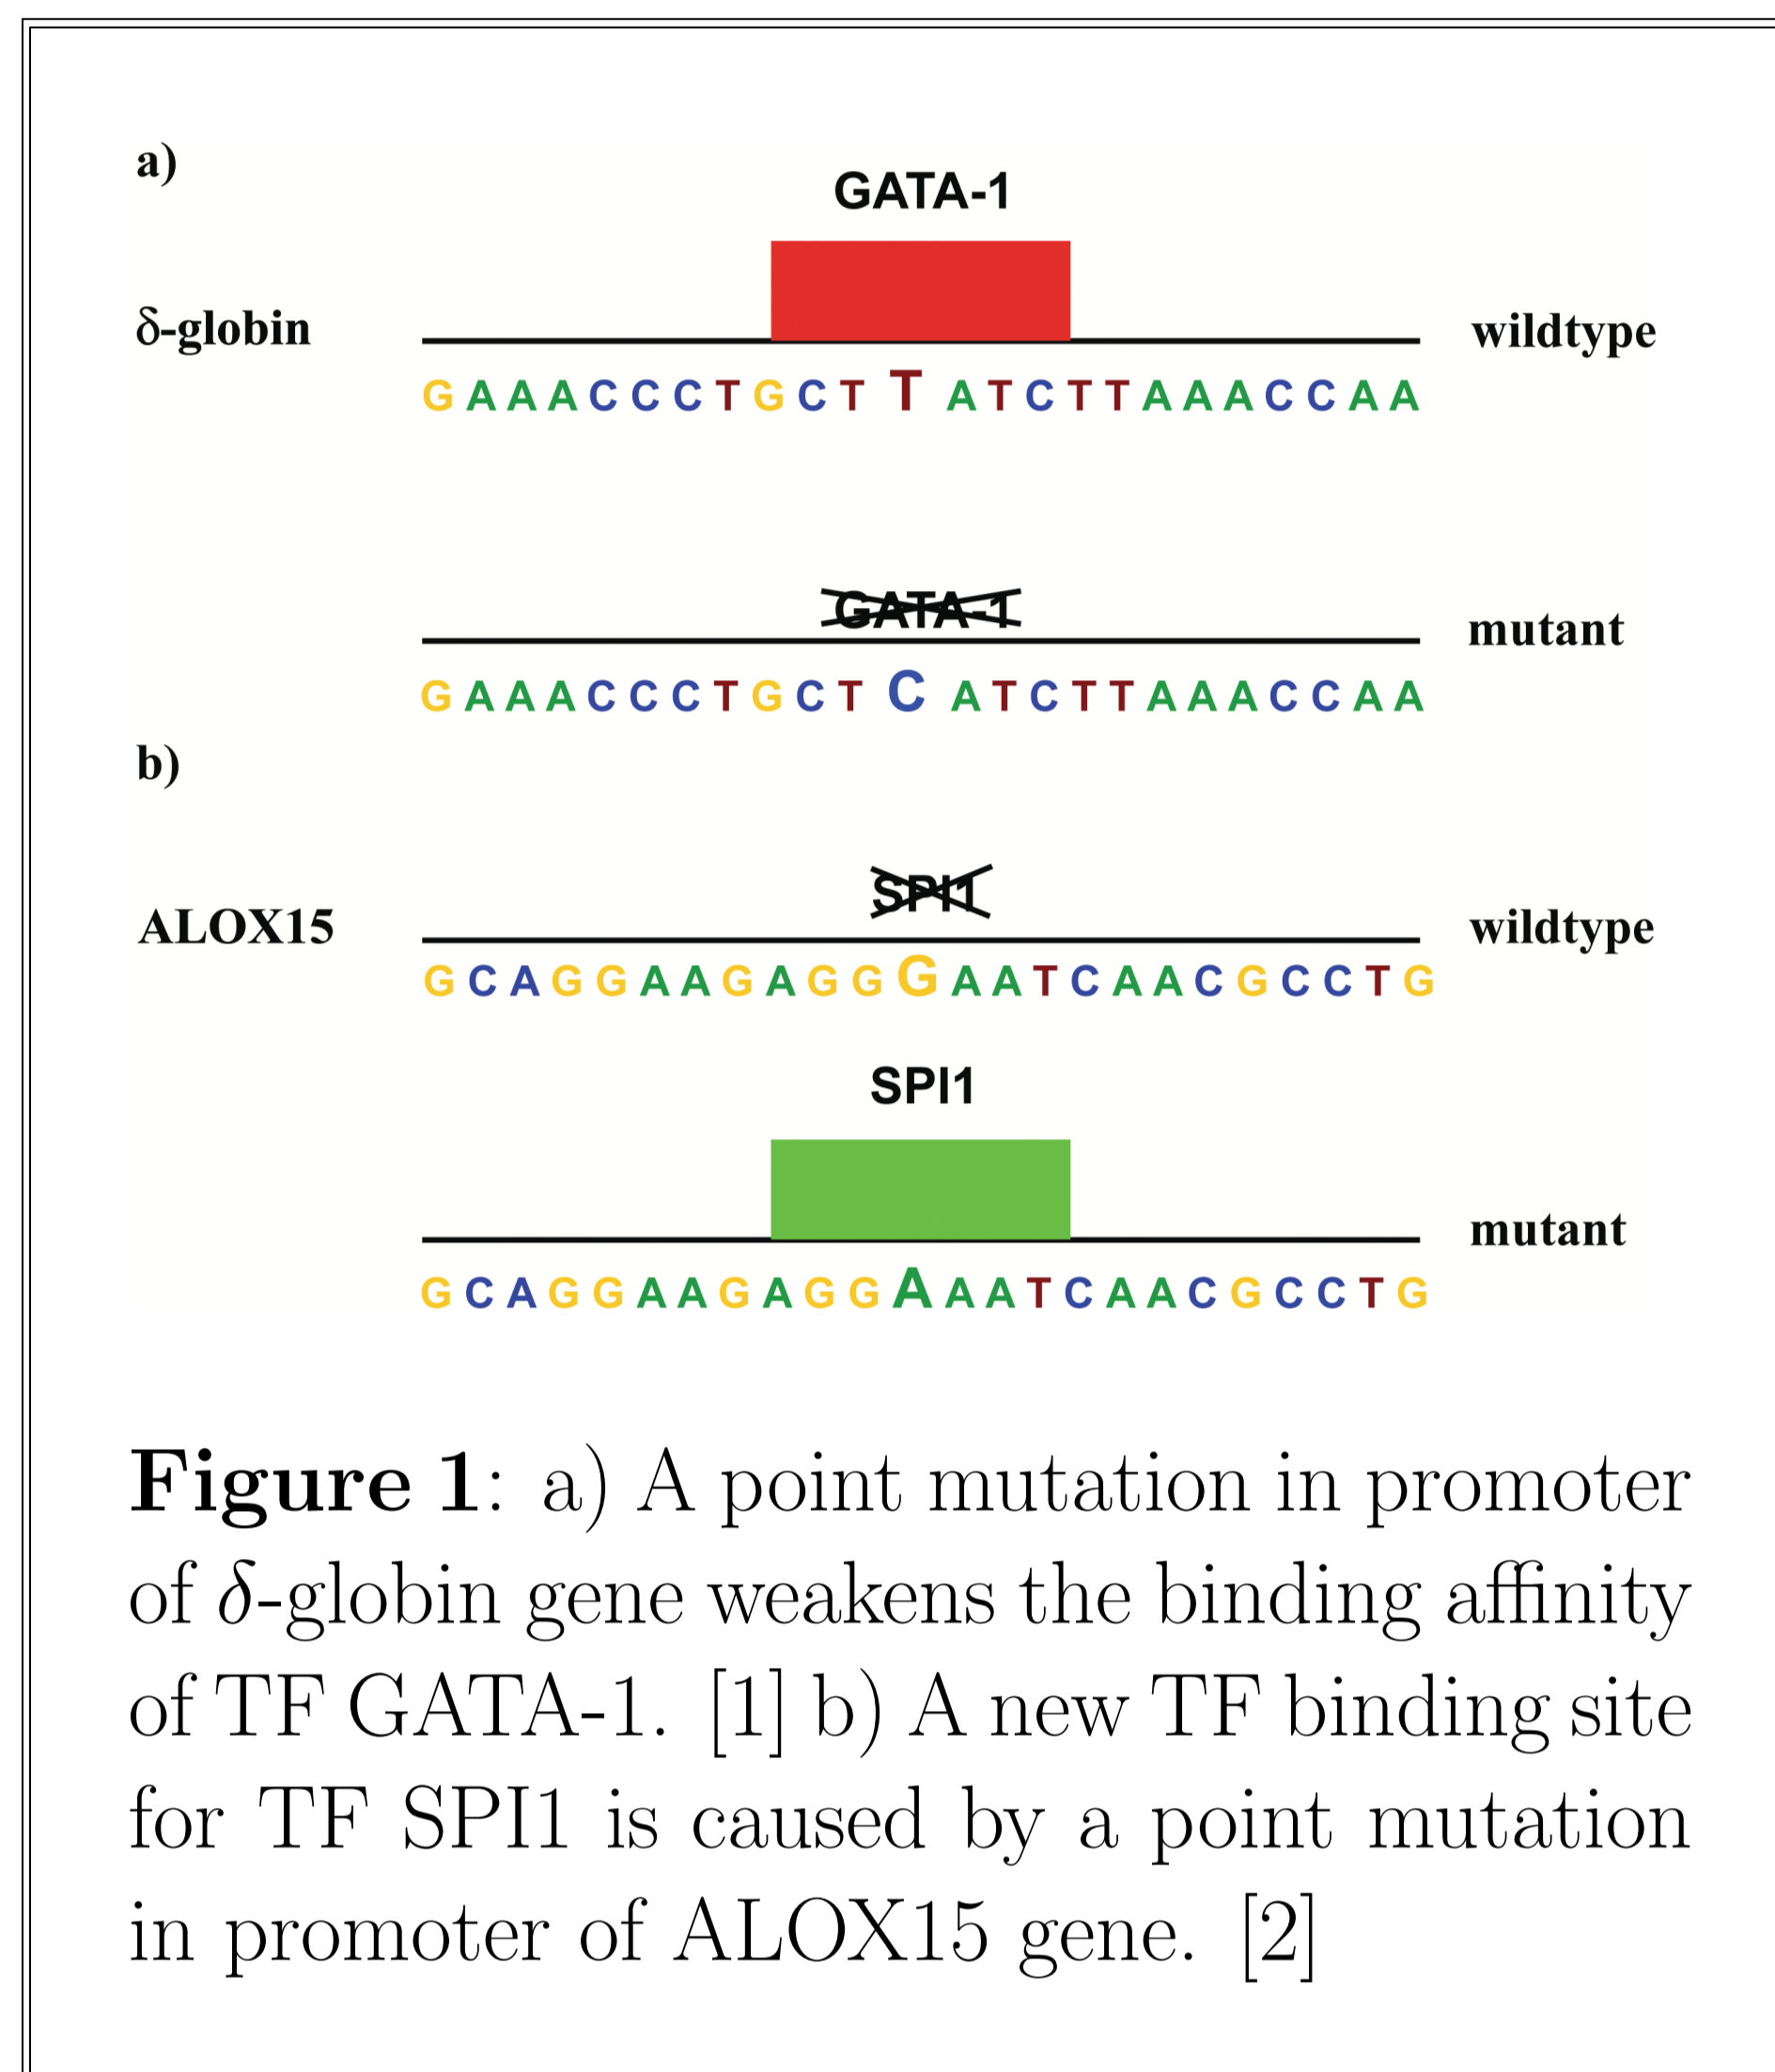 a)
GATA-1
δ-globin
wildtype
G A A A C C C T G C T T A T C T T A A A C C A A
GATA-1
mutant
G A A A C C C T G C T C A T C T T A A A C C A A
b)
SPI1
ALOX15
wildtype
G C A G G A A G A G G G A A T C A A C G C C T G
SPI1
mutant
G C A G G A A G A G G A A A T C A A C G C C T G
Figure 1: a) A point mutation in promoter
of δ-globin gene weakens the binding affinity
of TF GATA-1. [1] b) A new TF binding site
for TF SPI1 is caused by a point mutation
in promoter of ALOX15 gene. [2]